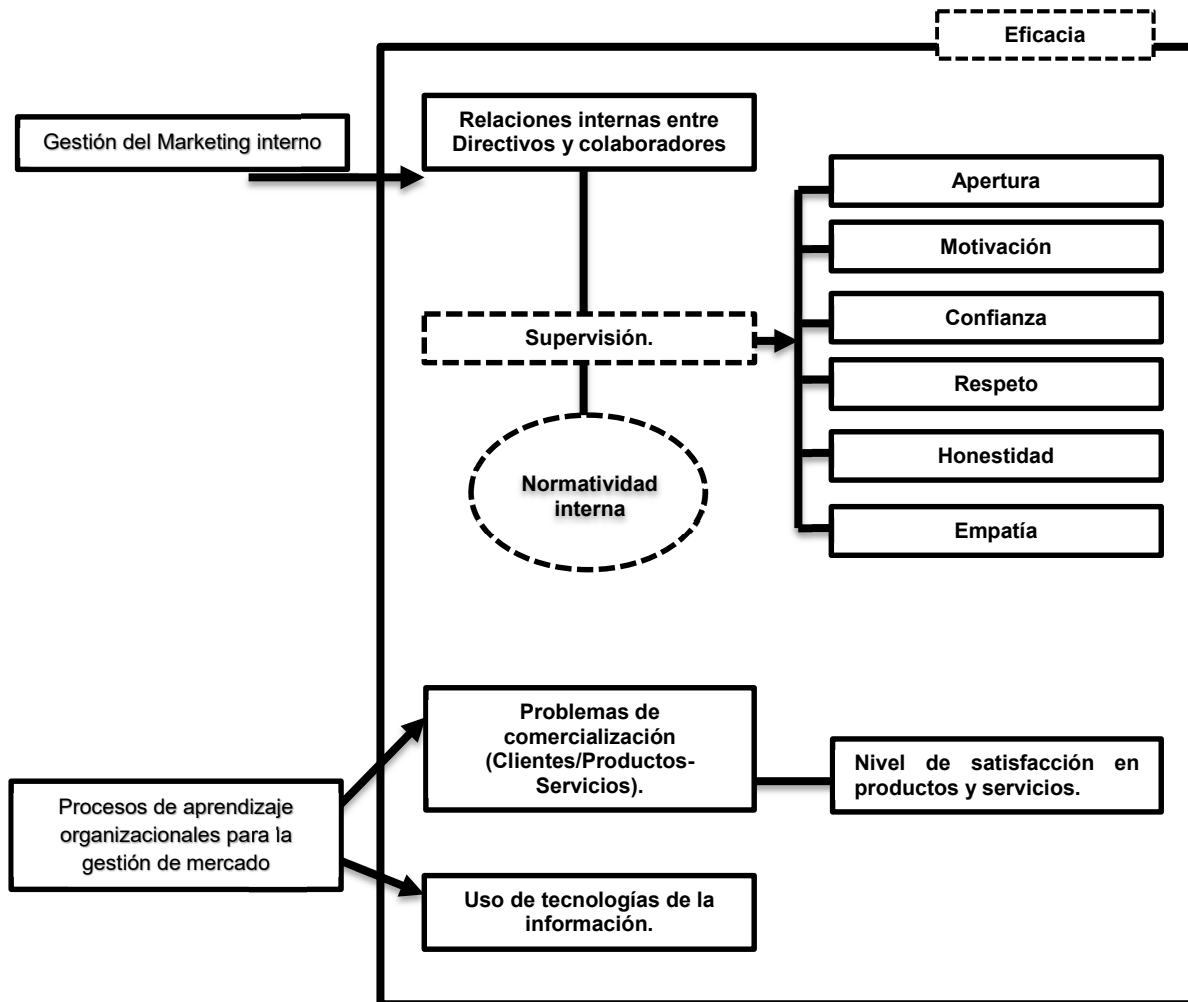 Eficacia
Relaciones internas entre
Directivos y colaboradores
Gestión del Marketing interno
Apertura
Motivación
Confianza
Supervisión.
Respeto
Honestidad
Normatividad
interna
Empatía
Problemas de
comercialización
(Clientes/Productos-
Servicios).
Nivel de satisfacción en
productos y servicios.
Procesos de aprendizaje
organizacionales para la
gestión de mercado
Uso de tecnologías de la
información.